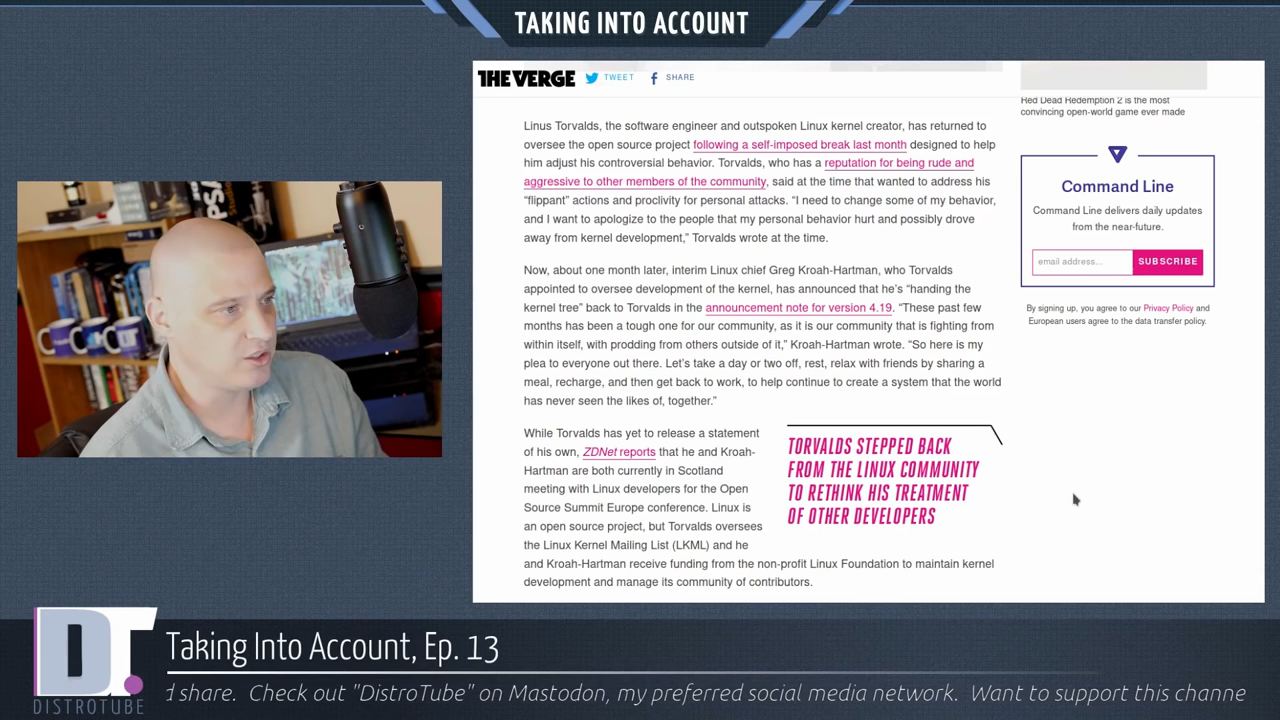 TAKING INTO ACCOUNT
THE VERGE
TWEET
SHARE
Red Dead Redemption 2 is the most
convincing open-world game ever made
Linus Torvalds, the software engineer and outspoken Linux kernel creator, has returned to
oversee the open source project following a self-imposed break last month designed to help
him adjust his controversial behavior. Torvalds, who has a reputation for being rude and
aggressive to other members of the community, said at the time that wanted to address his
“flippant” actions and proclivity for personal attacks. “I need to change some of my behavior,
and I want to apologize to the people that my personal behavior hurt and possibly drove
away from kernel development,” Torvalds wrote at the time.
Now, about one month later, interim Linux chief Greg Kroah-Hartman, who Torvalds
appointed to oversee development of the kernel, has announced that he’s “handing the
kernel tree” back to Torvalds in the announcement note for version 4.19. “These past few
months has been a tough one for our community, as it is our community that is fighting from
within itself, with prodding from others outside of it,” Kroah-Hartman wrote. “So here is my
plea to everyone out there. Let’s take a day or two off, rest, relax with friends by sharing a
meal, recharge, and then get back to work, to help continue to create a system that the world
has never seen the likes of, together.”
While Torvalds has yet to release a statement
of his own, ZDNet reports that he and Kroah-
Hartman are both currently in Scotland
meeting with Linux developers for the Open
Source Summit Europe conference. Linux is
an open source project, but Torvalds oversees
the Linux Kernel Mailing List (LKML) and he
and Kroah-Hartman receive funding from the non-profit Linux Foundation to maintain kernel
development and manage its community of contributors.
TORVALDS STEPPED BACK
FROM THE LINUX COMMUNITY
TO RETHINK HIS TREATMENT
OF OTHER DEVELOPERS
Command Line
Command Line delivers daily updates
from the near-future.
email address...
SUBSCRIBE
By signing up, you agree to our Privacy Policy and
European users agree to the data transfer policy.
DT
DISTROTUBE
Taking Into Account, Ep. 13
d share. Check out "DistroTube" on Mastodon, my preferred social media network. Want to support this channe